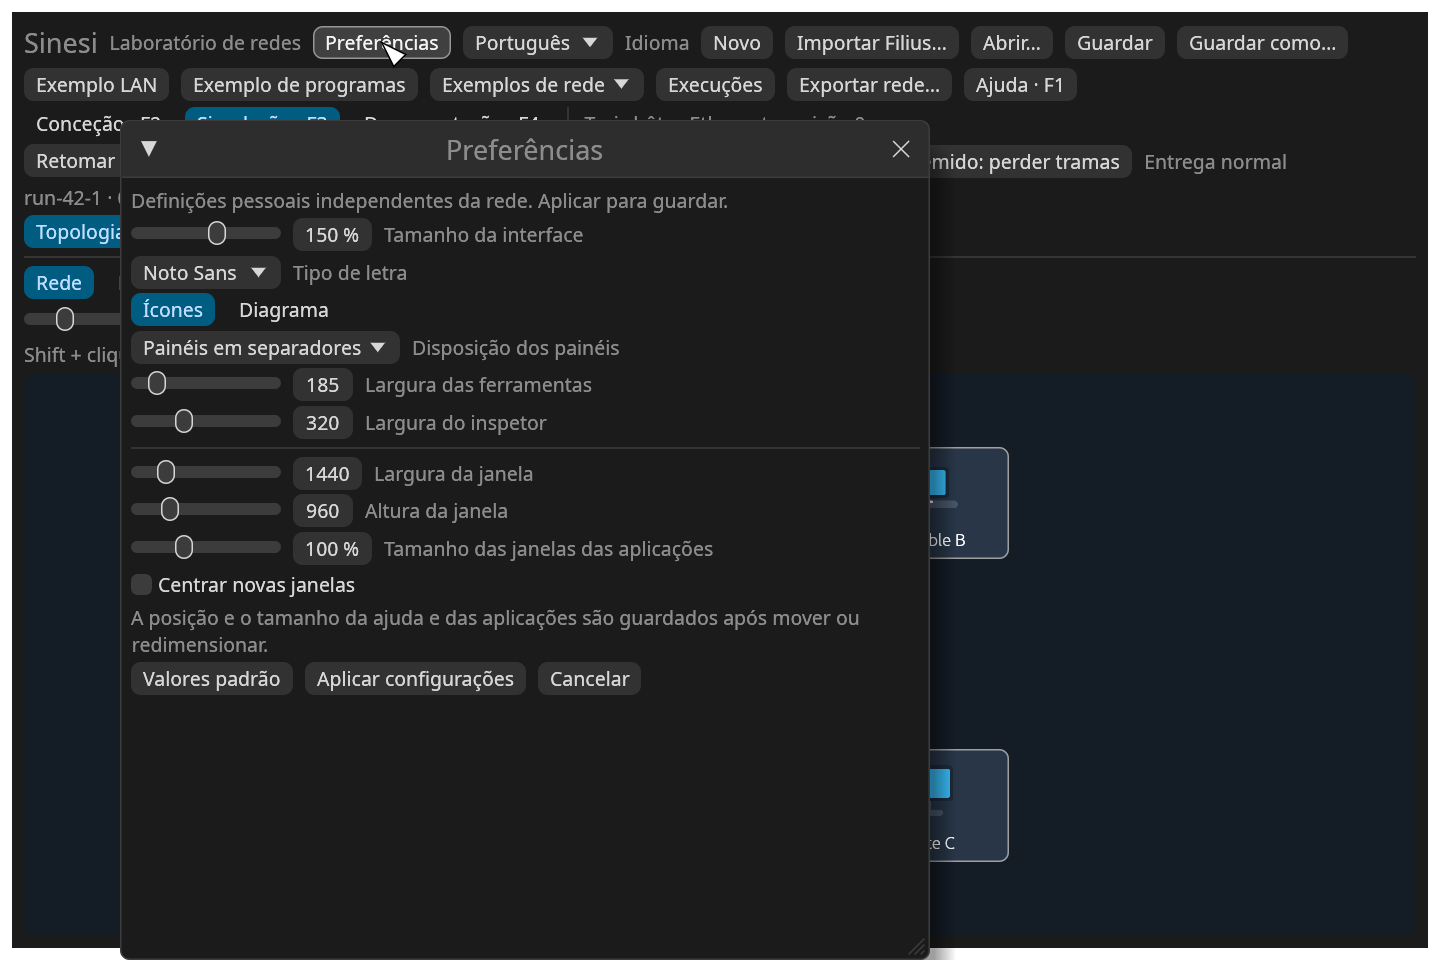 Sinesi Laboratório de redes Preferências Português Idioma Novo Importar Filius... Abrir... Guardar Guardar como...
Exemplo LAN Exemplo de programas Exemplos de rede Execuções Exportar rede... Ajuda · F1
Conceção
Preferências
Retomar perder tramas Entrega normal
run-42-1 ·
Definições pessoais independentes da rede. Aplicar para guardar.
Topologia
150 % Tamanho da interface
Rede
Noto Sans Tipo de letra
Ícones Diagrama
Shift +
Painéis em separadores Disposição dos painéis
185 Largura das ferramentas
320 Largura do inspetor
1440 Largura da janela
960 Altura da janela
100 % Tamanho das janelas das aplicações
B
Centrar novas janelas
A posição e o tamanho da ajuda e das aplicações são guardados após mover ou
redimensionar.
Valores padrão Aplicar configurações Cancelar
C